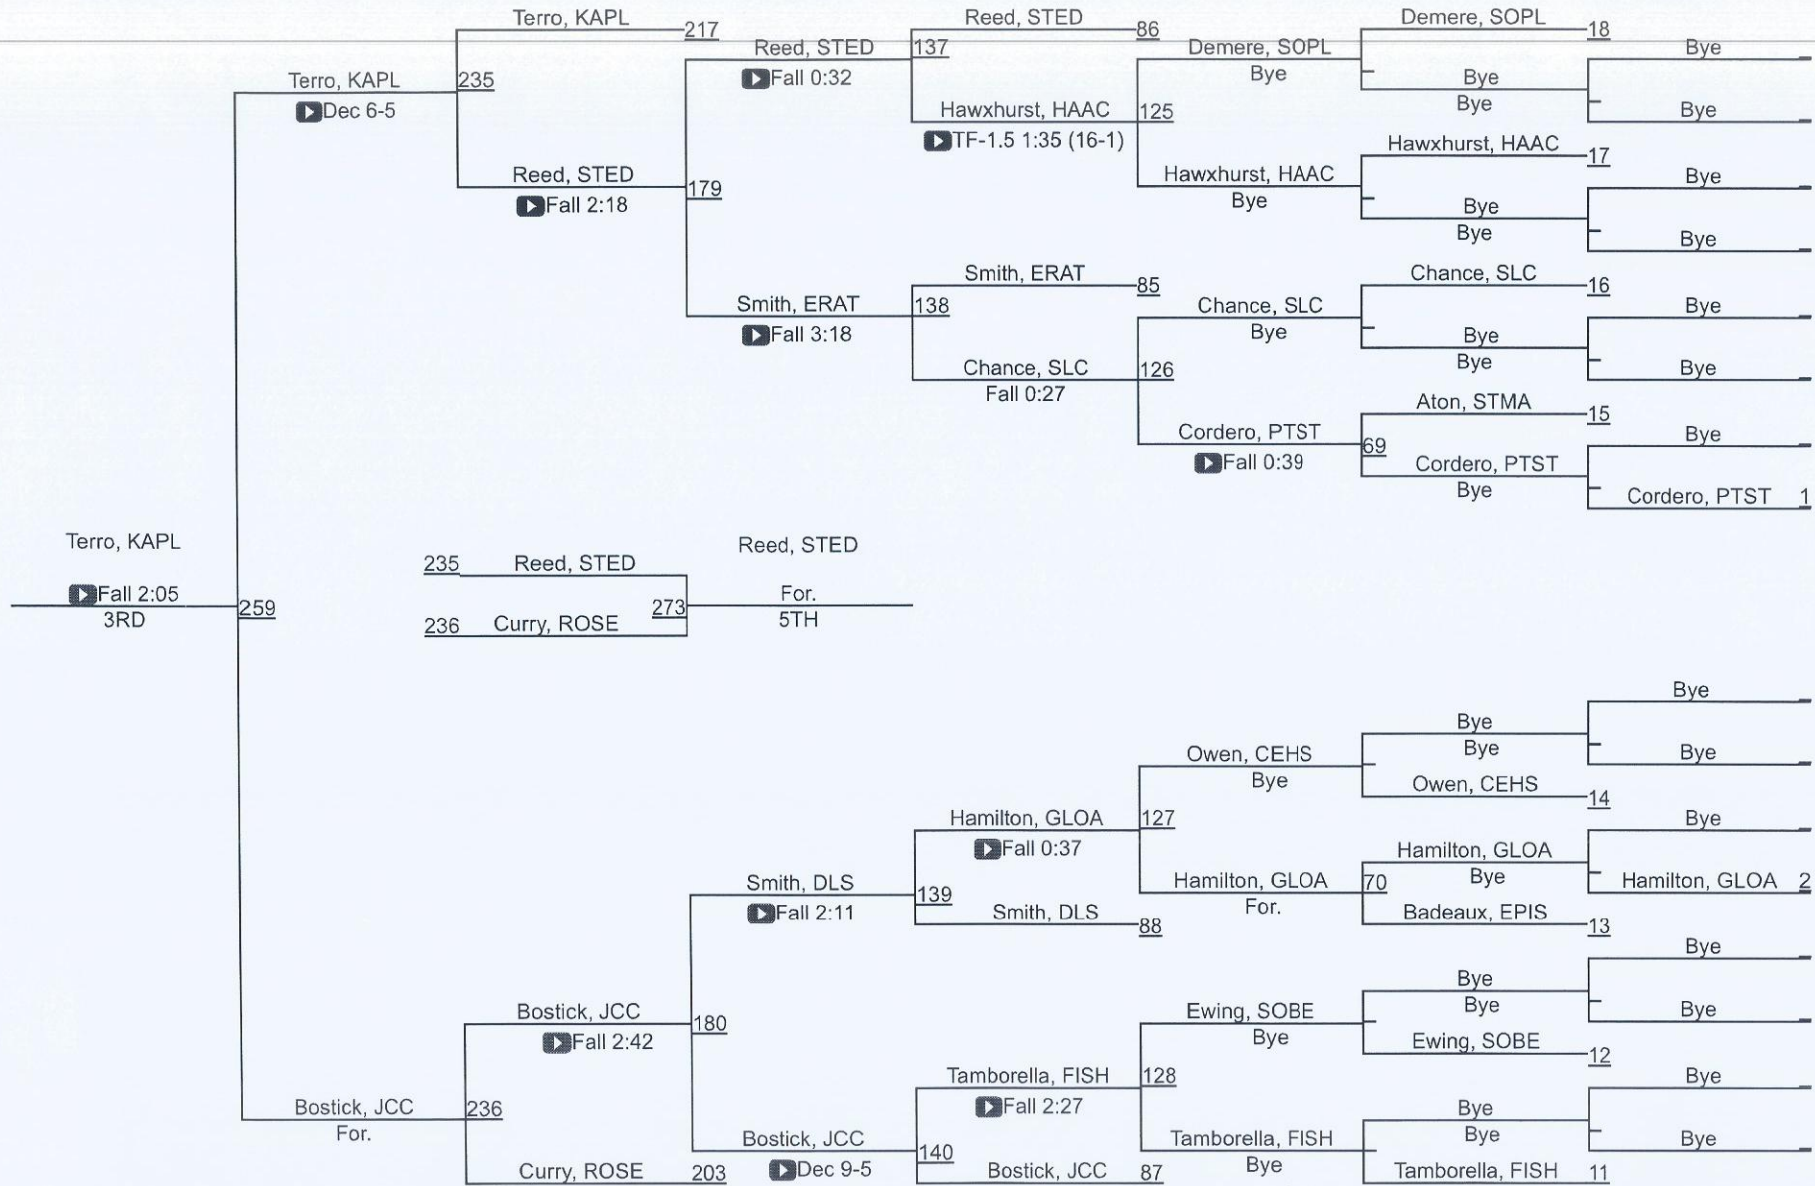 Terro, KAPL
217
Reed, STED
86
Demere, SOPL
18
Reed, STED
137
Demere, SOPL
Bye
Terro, KAPL
235
Fall 0:32
Bye
Bye
Bye
Dec 6-5
Hawxhurst, HAAC
125
Bye
Bye
TF-1.5 1:35 (16-1)
Hawxhurst, HAAC
17
Reed, STED
179
Hawxhurst, HAAC
Bye
Fall 2:18
Bye
Bye
Bye
Bye
Smith, ERAT
85
Chance, SLC
16
Smith, ERAT
138
Chance, SLC
Bye
Fall 3:18
Bye
Bye
Chance, SLC
126
Bye
Bye
Fall 0:27
Aton, STMA
15
Cordero, PTST
69
Bye
Fall 0:39
Cordero, PTST
Bye
Cordero, PTST 1
Terro, KAPL
Reed, STED
235
Reed, STED
Fall 2:05
259
273
For.
3RD
236
Curry, ROSE
5TH
Bye
Bye
Owen, CEHS
Bye
Bye
Bye
Owen, CEHS
14
Hamilton, GLOA
127
Bye
Fall 0:37
Hamilton, GLOA
Smith, DLS
139
Hamilton, GLOA
70
Bye
Hamilton, GLOA 2
Fall 2:11
Smith, DLS
88
For.
Badeaux, EPIS
13
Bye
Bye
Bostick, JCC
180
Ewing, SOBE
Bye
Bye
Fall 2:42
Bye
Ewing, SOBE
12
Tamborella, FISH
128
Bye
Bostick, JCC
236
Fall 2:27
Bye
For.
Bostick, JCC
140
Tamborella, FISH
Bye
Bye
Curry, ROSE
203
Dec 9-5
Bostick, JCC
87
Bye
Tamborella, FISH
11